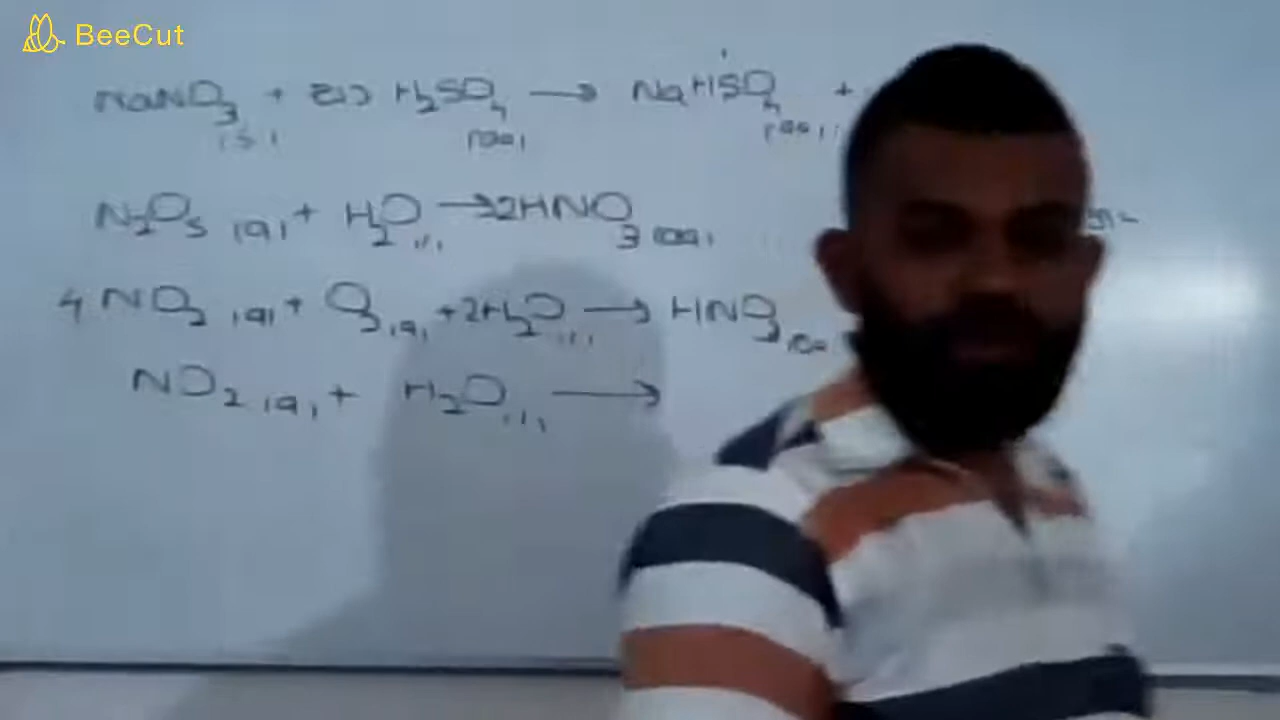 BeeCut
NaNO3 (s) + H2SO4 (aq) → NaHSO4 (aq) +
N2O5 (g) + H2O (l) → 2HNO3 (aq)
4NO2 (g) + O2 (g) + 2H2O (l) → HNO3 (aq)
NO2 (g) + H2O (l) →